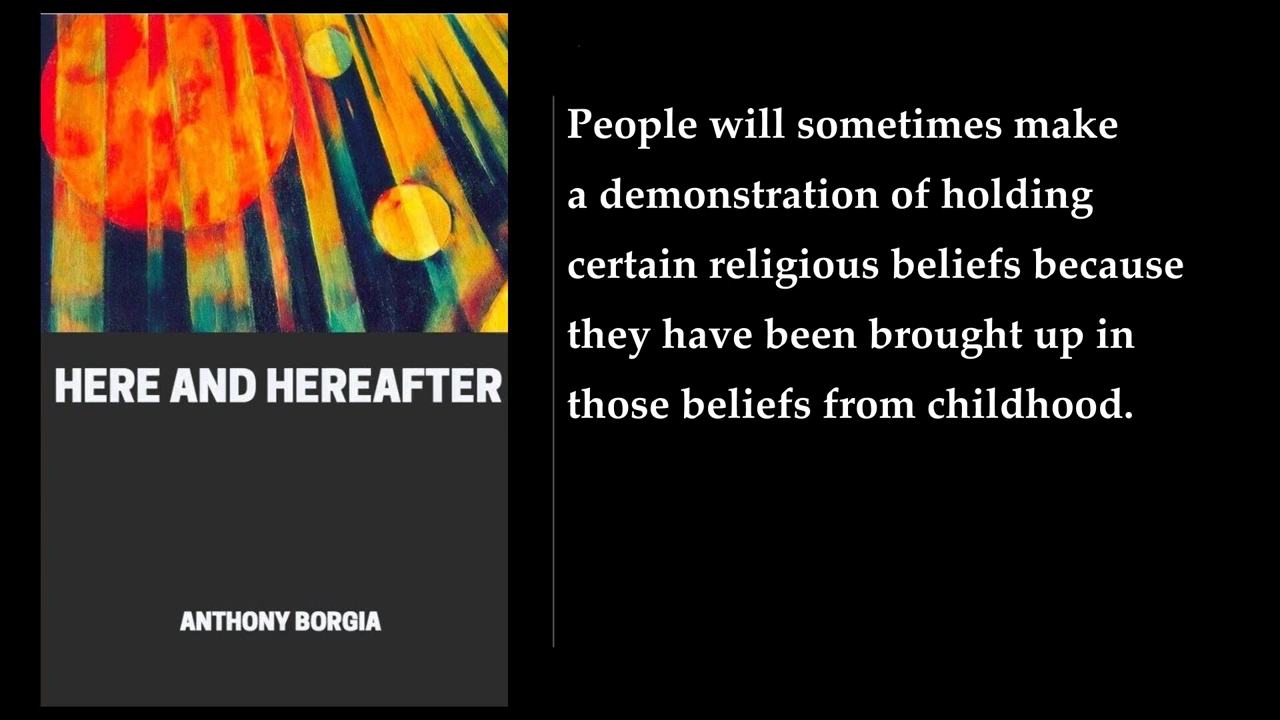 HERE AND HEREAFTER
ANTHONY BORGIA
People will sometimes make
a demonstration of holding
certain religious beliefs because
they have been brought up in
those beliefs from childhood.